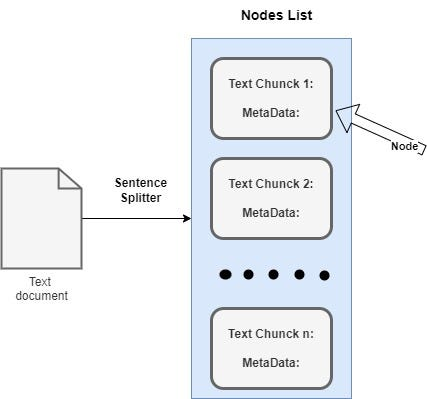 Nodes List
Text Chunck 1:
MetaData:
Node
Text Chunck 2:
MetaData:
Sentence
Splitter
Text
document
Text Chunck n:
MetaData: